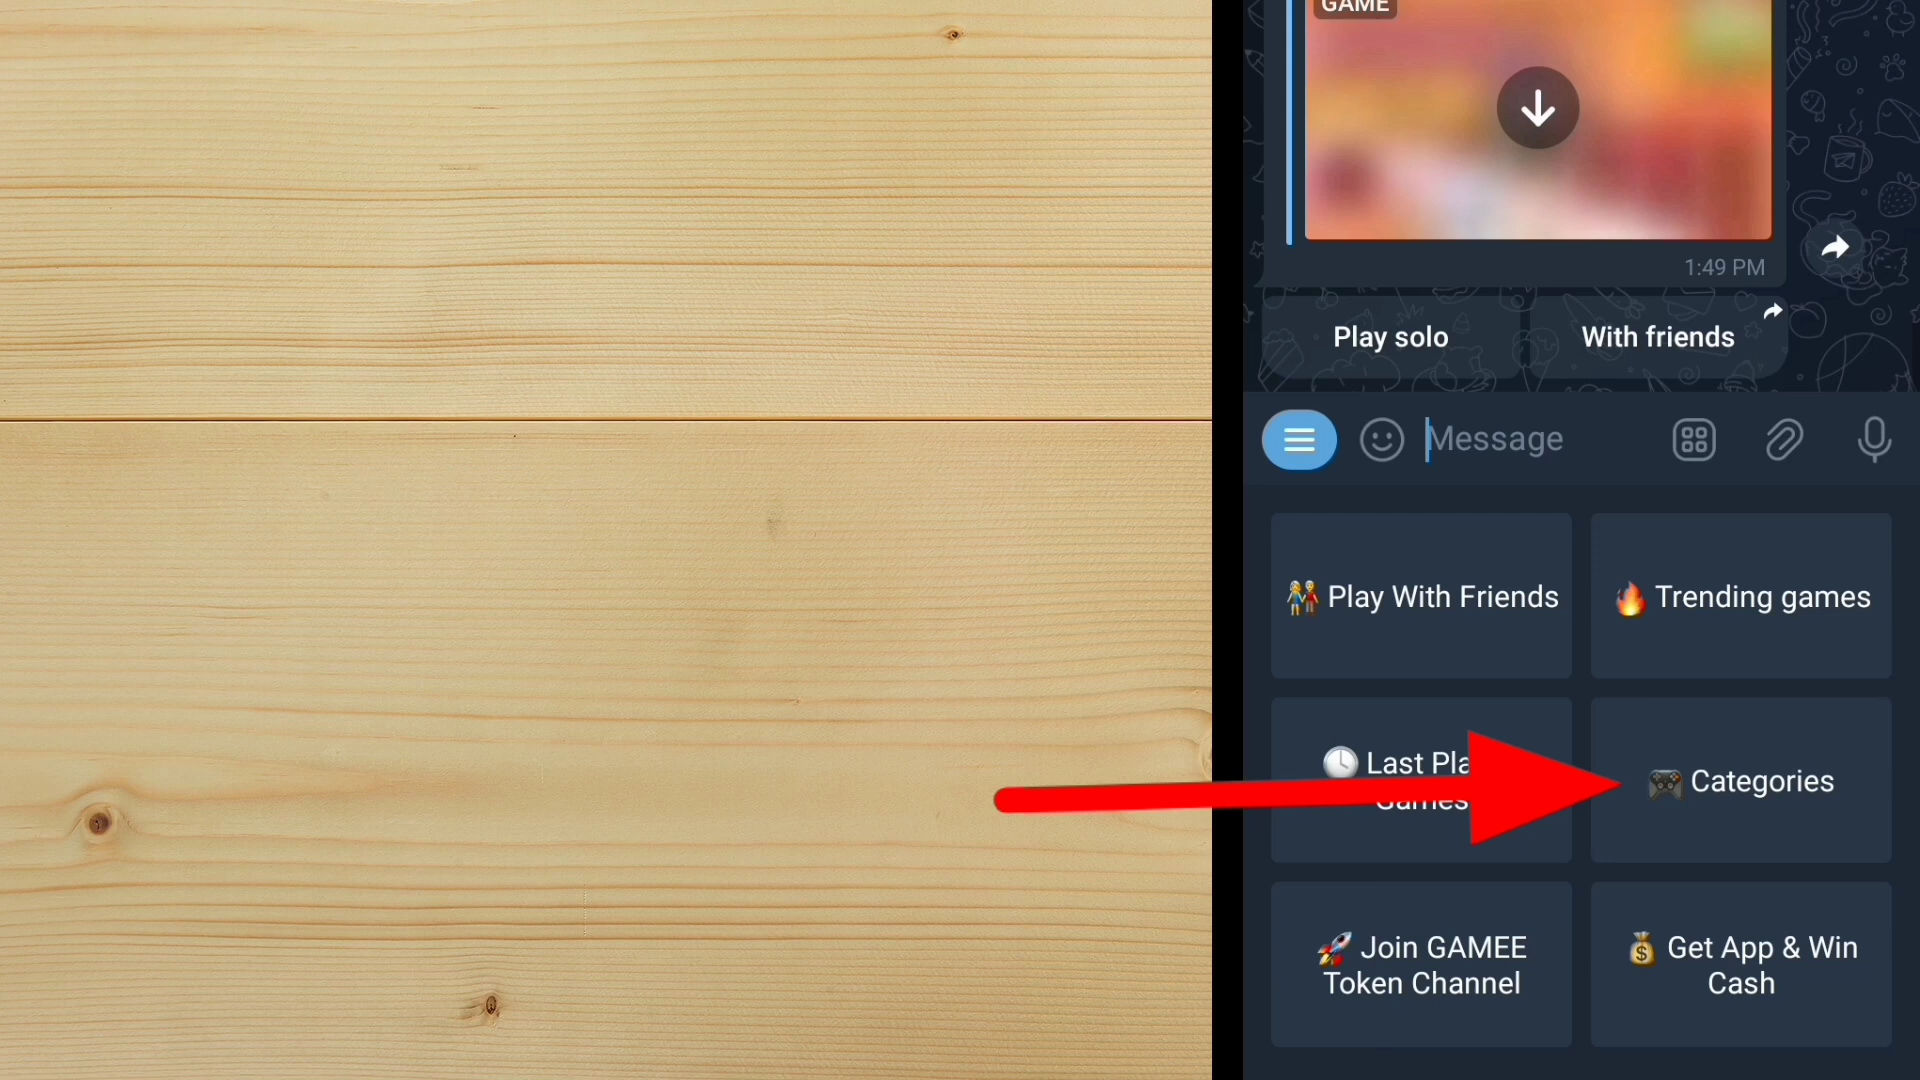 GAME
1:49 PM
Play solo
With friends
Message
👫 Play With Friends
🔥 Trending games
🕓 Last Pla
Games
🎮 Categories
🚀 Join GAMEE
Token Channel
💰 Get App & Win
Cash